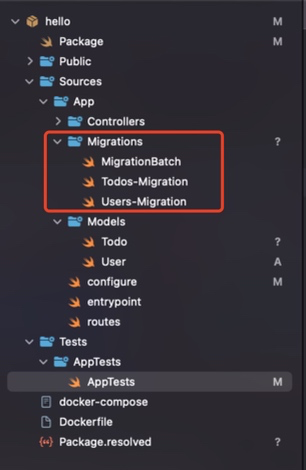 hello M
Package M
Public
Sources
App
Controllers
Migrations ?
MigrationBatch
Todos-Migration
Users-Migration
Models
Todo ?
User A
configure M
entrypoint
routes
Tests
AppTests
AppTests M
docker-compose
Dockerfile
Package.resolved ?